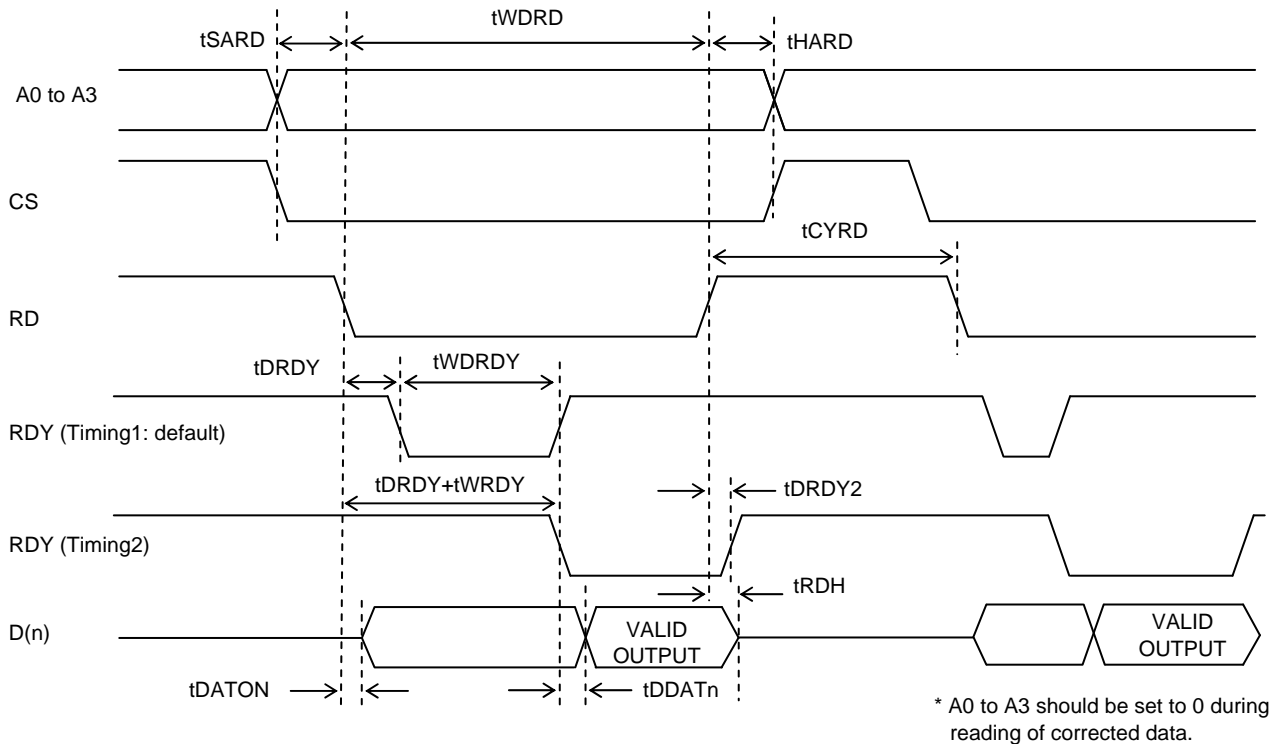 tWDRD
tSARD
tHARD
A0 to A3
CS
tCYRD
RD
tDRDY
tWDRDY
RDY (Timing1: default)
tDRDY+tWRDY
tDRDY2
RDY (Timing2)
tRDH
D(n)
VALID
OUTPUT
VALID
OUTPUT
tDATON
tDDATn
* A0 to A3 should be set to 0 during
reading of corrected data.